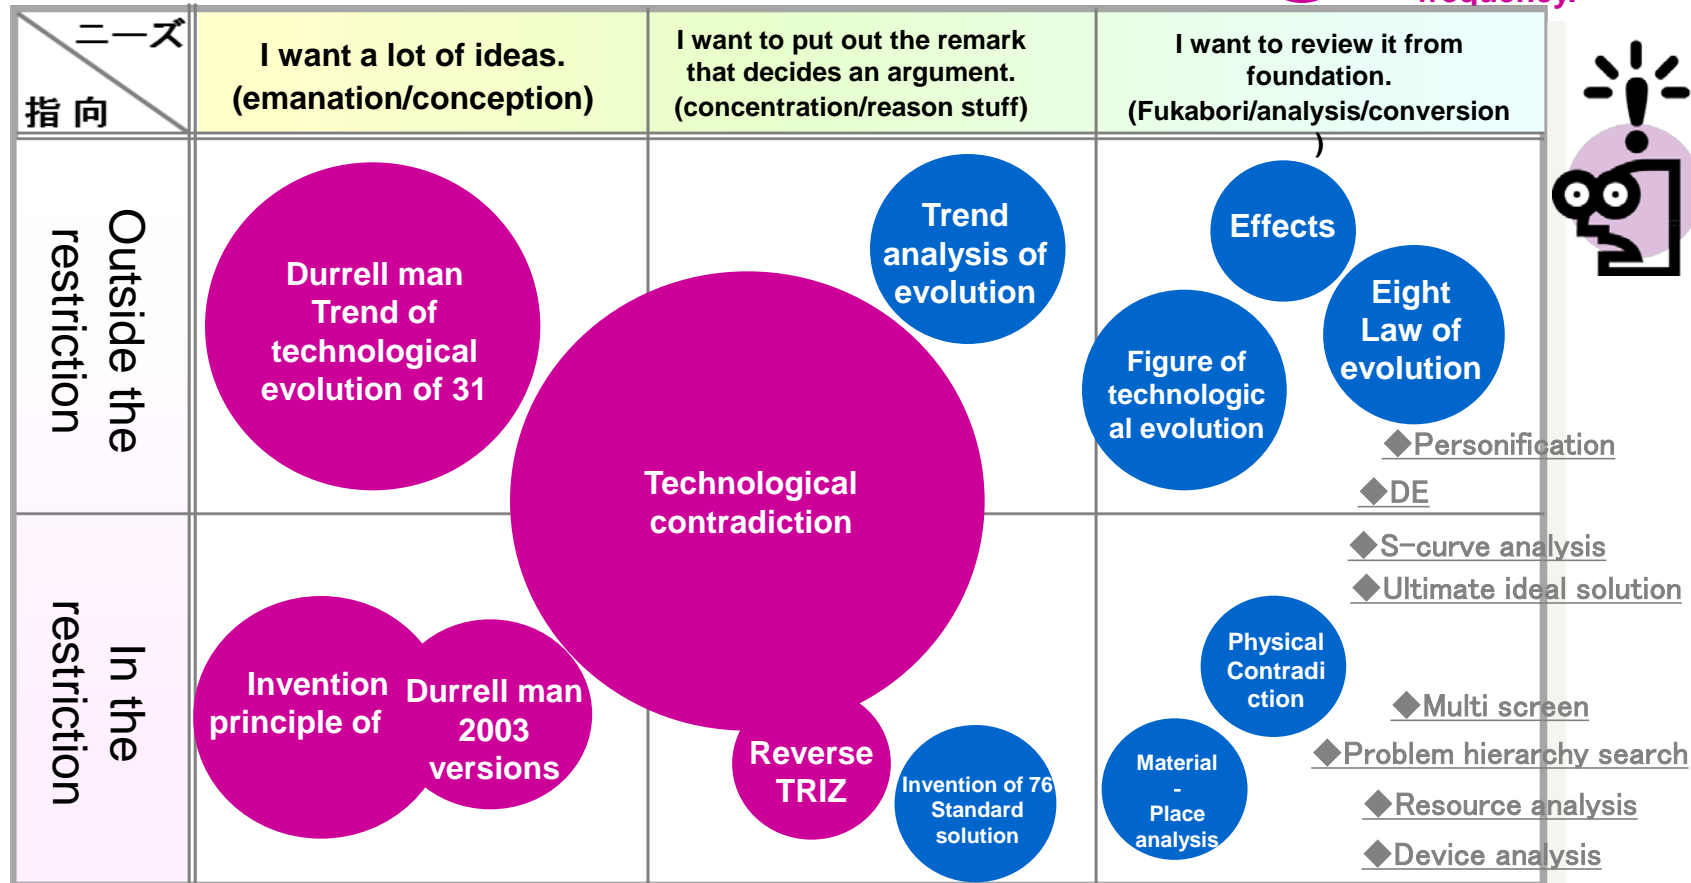 frequency.
ニーズ
指 向
I want a lot of ideas.
(emanation/conception)
I want to put out the remark
that decides an argument.
(concentration/reason stuff)
I want to review it from
foundation.
(Fukabori/analysis/conversion
)
Outside the
restriction
Durrell man
Trend of
technological
evolution of 31
Trend
analysis of
evolution
Effects
Eight
Law of
evolution
Figure of
technologic
al evolution
Technological
contradiction
◆Personification
◆DE
◆S-curve analysis
◆Ultimate ideal solution
In the
restriction
Invention
principle of
Durrell man
2003
versions
Reverse
TRIZ
Invention of 76
Standard
solution
Physical
Contradi
ction
Material
-
Place
analysis
◆Multi screen
◆Problem hierarchy search
◆Resource analysis
◆Device analysis